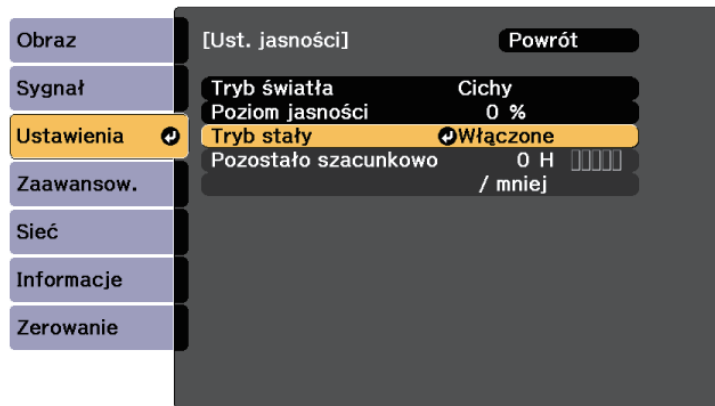 Obraz
Sygnał
Ustawienia
Zaawansow.
Sieć
Informacje
Zerowanie
[Ust. jasności] Powrót
Tryb światła Cichy
Poziom jasności 0 %
Tryb stały Włączone
Pozostało szacunkowo 0 H
/ mniej